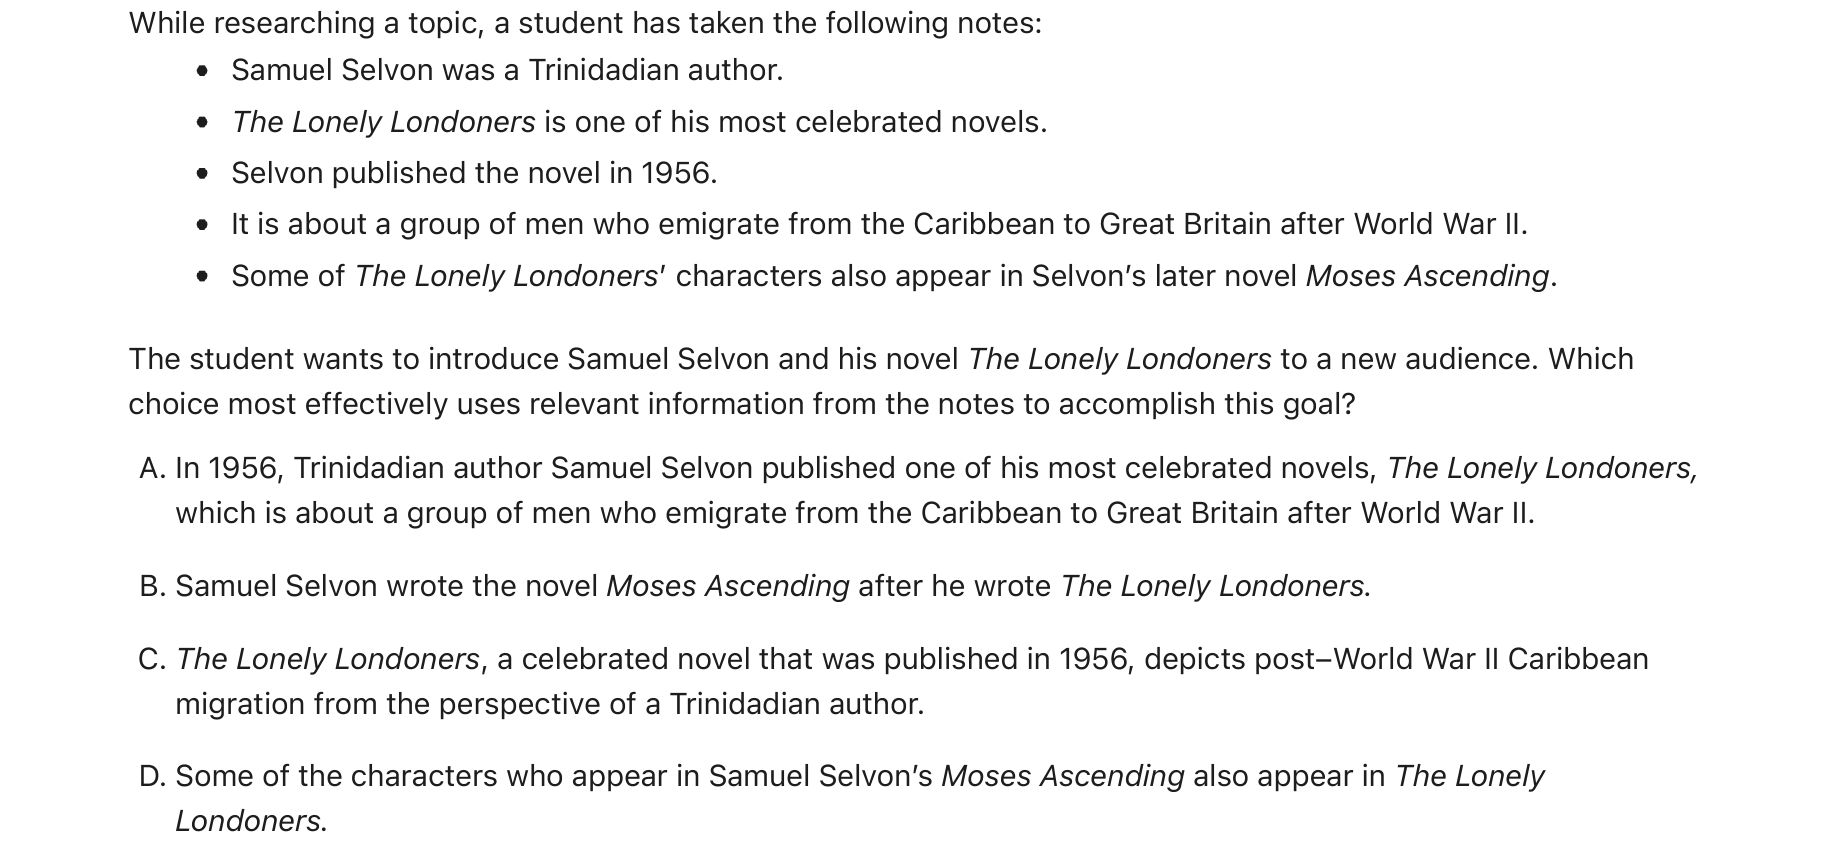 While researching a topic, a student has taken the following notes:
• Samuel Selvon was a Trinidadian author.
• The Lonely Londoners is one of his most celebrated novels.
• Selvon published the novel in 1956.
• It is about a group of men who emigrate from the Caribbean to Great Britain after World War II.
• Some of The Lonely Londoners' characters also appear in Selvon’s later novel Moses Ascending.
The student wants to introduce Samuel Selvon and his novel The Lonely Londoners to a new audience. Which
choice most effectively uses relevant information from the notes to accomplish this goal?
A. In 1956, Trinidadian author Samuel Selvon published one of his most celebrated novels, The Lonely Londoners,
which is about a group of men who emigrate from the Caribbean to Great Britain after World War II.
B. Samuel Selvon wrote the novel Moses Ascending after he wrote The Lonely Londoners.
C. The Lonely Londoners, a celebrated novel that was published in 1956, depicts post–World War II Caribbean
migration from the perspective of a Trinidadian author.
D. Some of the characters who appear in Samuel Selvon’s Moses Ascending also appear in The Lonely
Londoners.